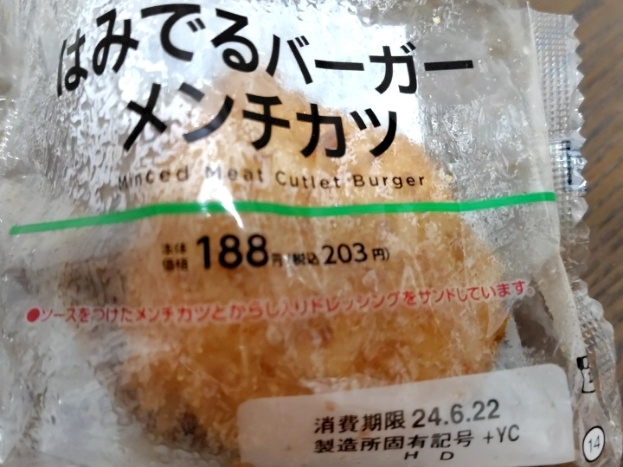 はみでるバーガー
メンチカツ
Minced Meat Cutlet Burger
本体価格 188円(税込203円)
●ソースをつけたメンチカツとからし入りドレッシングをサンドしています。
消費期限 24.6.22
製造所固有記号 +YC
H D
14